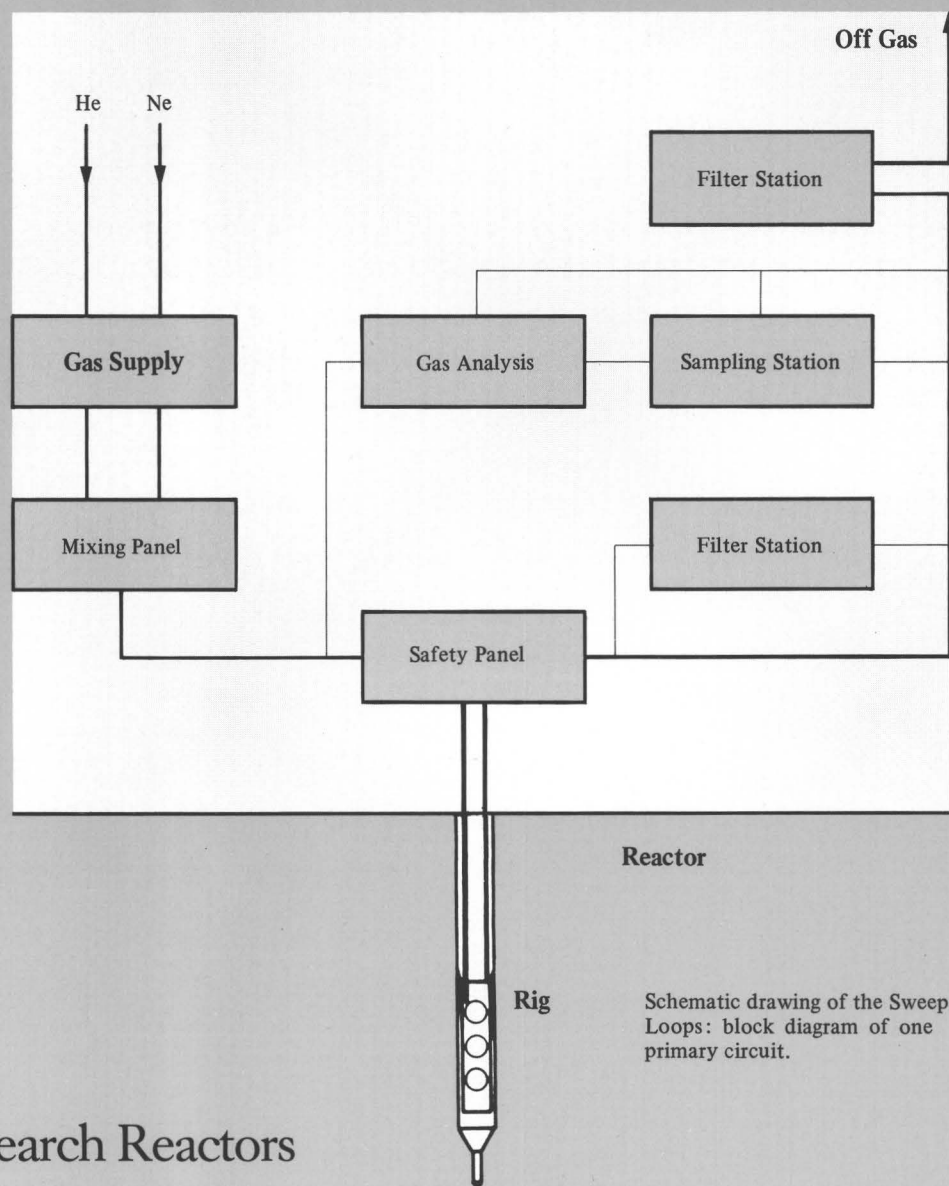 Off Gas
He Ne
Filter Station
Gas Supply
Gas Analysis
Sampling Station
Mixing Panel
Filter Station
Safety Panel
Reactor
Rig
Schematic drawing of the Sweep
Loops: block diagram of one
primary circuit.
Reactors